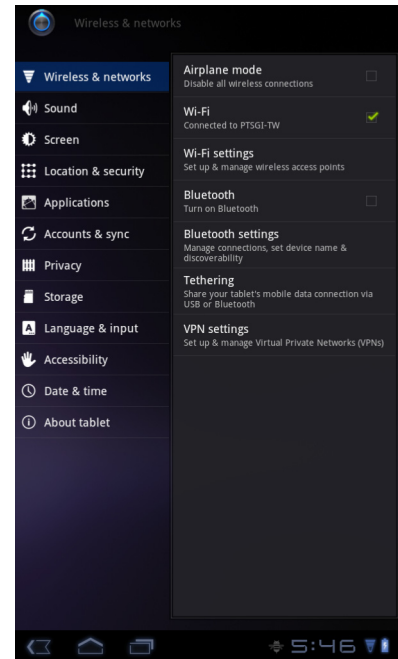 Wireless & networks
Wireless & networks
Sound
Screen
Location & security
Applications
Accounts & sync
Privacy
Storage
A Language & input
Accessibility
Date & time
About tablet
Airplane mode
Disable all wireless connections
Wi-Fi
Connected to PTSGI-TW
Wi-Fi settings
Set up & manage wireless access points
Bluetooth
Turn on Bluetooth
Bluetooth settings
Manage connections, set device name &
discoverability
Tethering
Share your tablet's mobile data connection via
USB or Bluetooth
VPN settings
Set up & manage Virtual Private Networks (VPNs)
5:46